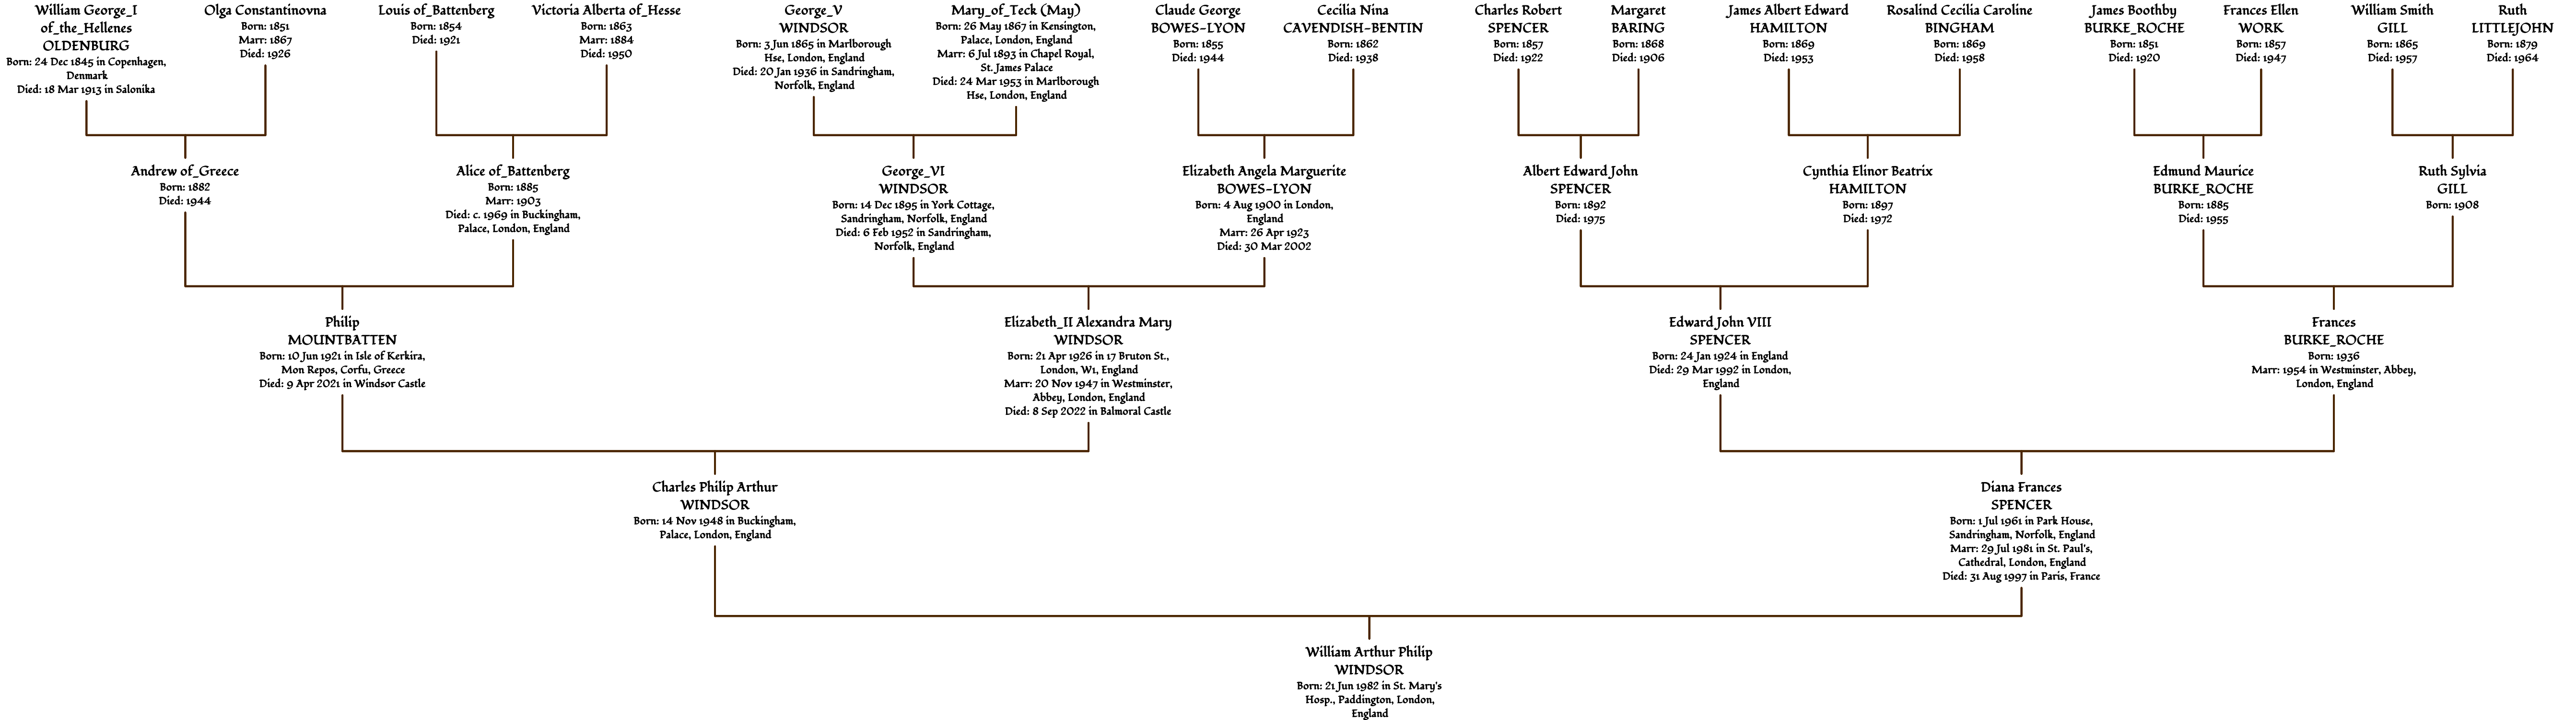 William George_I
of_the_Hellenes
OLDENBURG
Born: 24 Dec 1845 in Copenhagen,
Denmark
Died: 18 Mar 1913 in Salonika
Olga Constantinovna
Born: 1851
Marr: 1867
Died: 1926
Louis of_Battenberg
Born: 1854
Died: 1921
Victoria Alberta of_Hesse
Born: 1863
Marr: 1884
Died: 1950
George_V
WINDSOR
Born: 3 Jun 1865 in Marlborough
Hse, London, England
Died: 20 Jan 1936 in Sandringham,
Norfolk, England
Mary_of_Teck (May)
Born: 26 May 1867 in Kensington,
Palace, London, England
Marr: 6 Jul 1893 in Chapel Royal,
St. James Palace
Died: 24 Mar 1953 in Marlborough
Hse, London, England
Claude George
BOWES-LYON
Born: 1855
Died: 1944
Cecilia Nina
CAVENDISH-BENTIN
Born: 1862
Died: 1938
Charles Robert
SPENCER
Born: 1857
Died: 1922
Margaret
BARING
Born: 1868
Died: 1906
James Albert Edward
HAMILTON
Born: 1869
Died: 1953
Rosalind Cecilia Caroline
BINGHAM
Born: 1869
Died: 1958
James Boothby
BURKE_ROCHE
Born: 1851
Died: 1920
Frances Ellen
WORK
Born: 1857
Died: 1947
William Smith
GILL
Born: 1865
Died: 1957
Ruth
LITTLEJOHN
Born: 1879
Died: 1964
Andrew of_Greece
Born: 1882
Died: 1944
Alice of_Battenberg
Born: 1885
Marr: 1903
Died: c. 1969 in Buckingham,
Palace, London, England
George_VI
WINDSOR
Born: 14 Dec 1895 in York Cottage,
Sandringham, Norfolk, England
Died: 6 Feb 1952 in Sandringham,
Norfolk, England
Elizabeth Angela Marguerite
BOWES-LYON
Born: 4 Aug 1900 in London,
England
Marr: 26 Apr 1923
Died: 30 Mar 2002
Albert Edward John
SPENCER
Born: 1892
Died: 1975
Cynthia Elinor Beatrix
HAMILTON
Born: 1897
Died: 1972
Edmund Maurice
BURKE_ROCHE
Born: 1885
Died: 1955
Ruth Sylvia
GILL
Born: 1908
Philip
MOUNTBATTEN
Born: 10 Jun 1921 in Isle of Kerkira,
Mon Repos, Corfu, Greece
Died: 9 Apr 2021 in Windsor Castle
Elizabeth_II Alexandra Mary
WINDSOR
Born: 21 Apr 1926 in 17 Bruton St.,
London, W1, England
Marr: 20 Nov 1947 in Westminster,
Abbey, London, England
Died: 8 Sep 2022 in Balmoral Castle
Edward John VIII
SPENCER
Born: 24 Jan 1924 in England
Died: 29 Mar 1992 in London,
England
Frances
BURKE_ROCHE
Born: 1936
Marr: 1954 in Westminster, Abbey,
London, England
Charles Philip Arthur
WINDSOR
Born: 14 Nov 1948 in Buckingham,
Palace, London, England
Diana Frances
SPENCER
Born: 1 Jul 1961 in Park House,
Sandringham, Norfolk, England
Marr: 29 Jul 1981 in St. Paul's,
Cathedral, London, England
Died: 31 Aug 1997 in Paris, France
William Arthur Philip
WINDSOR
Born: 21 Jun 1982 in St. Mary's
Hosp., Paddington, London,
England